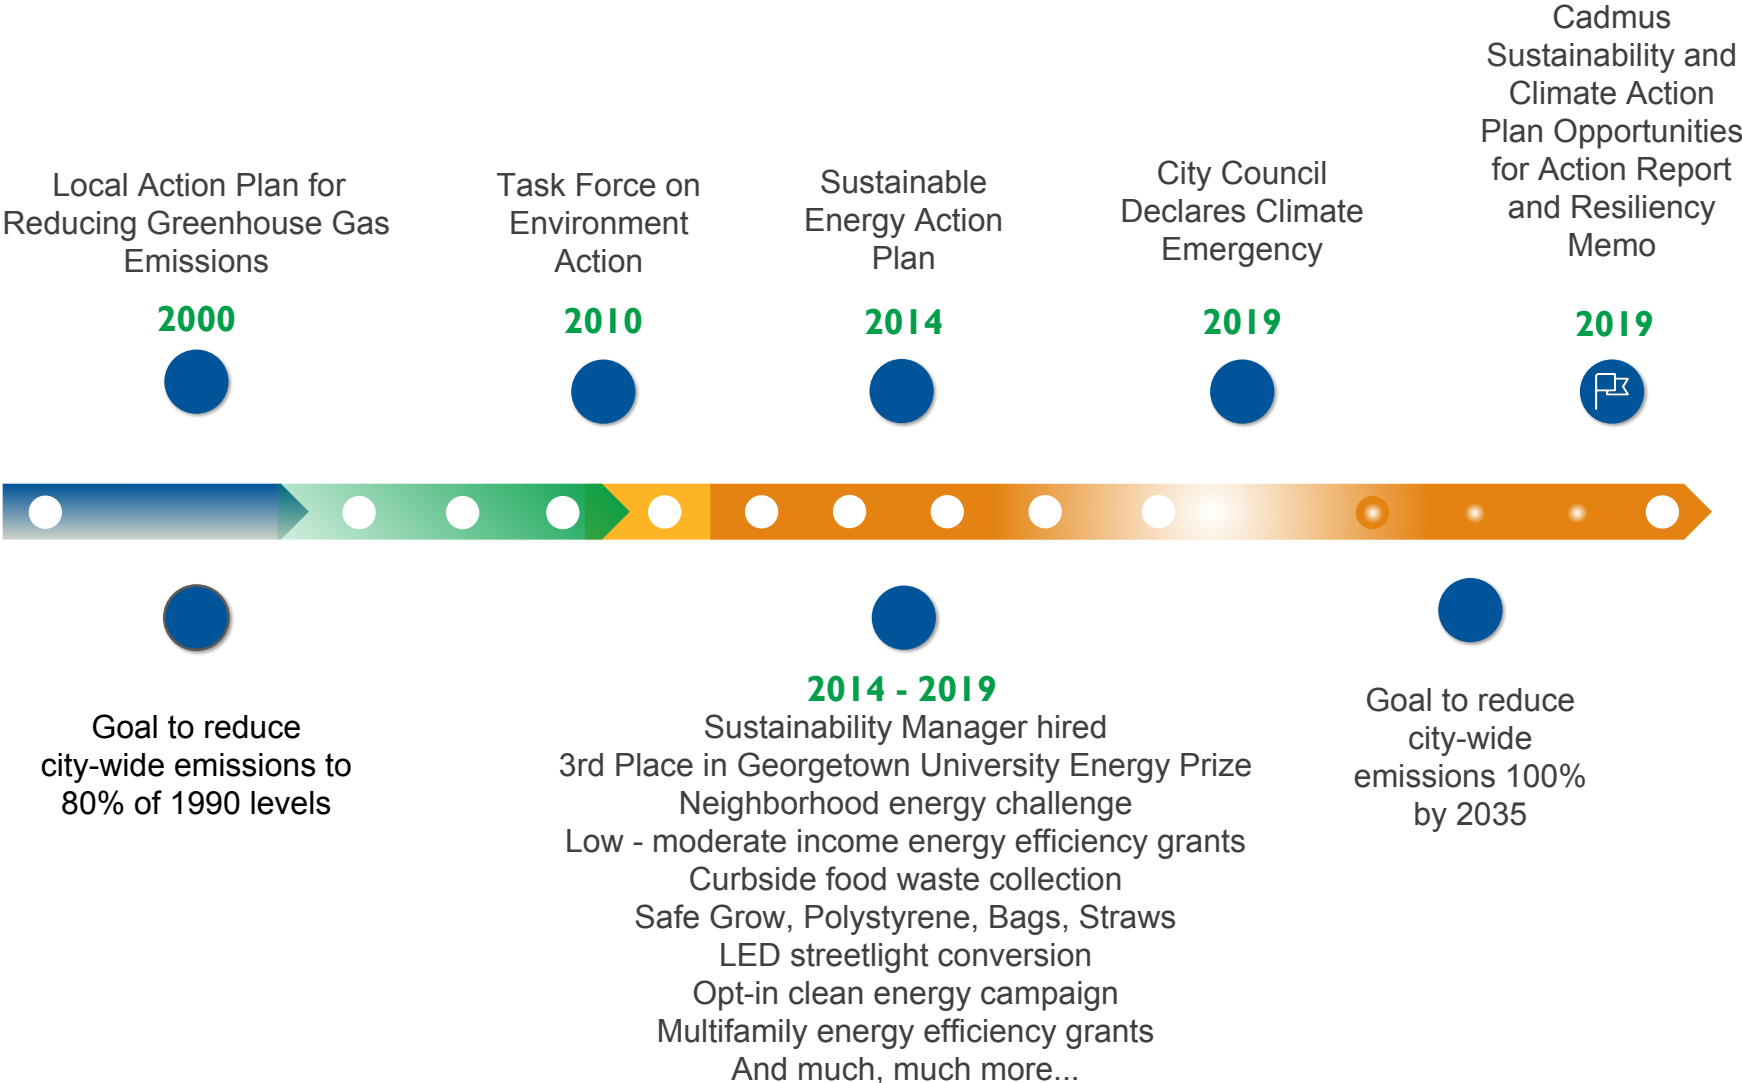 Local Action Plan for
Reducing Greenhouse Gas
Emissions
2000
Task Force on
Environment
Action
2010
Sustainable
Energy Action
Plan
2014
City Council
Declares Climate
Emergency
2019
Cadmus
Sustainability and
Climate Action
Plan Opportunities
for Action Report
and Resiliency
Memo
2019
Goal to reduce
city-wide emissions to
80% of 1990 levels
2014 - 2019
Sustainability Manager hired
3rd Place in Georgetown University Energy Prize
Neighborhood energy challenge
Low - moderate income energy efficiency grants
Curbside food waste collection
Safe Grow, Polystyrene, Bags, Straws
LED streetlight conversion
Opt-in clean energy campaign
Multifamily energy efficiency grants
And much, much more...
Goal to reduce
city-wide
emissions 100%
by 2035